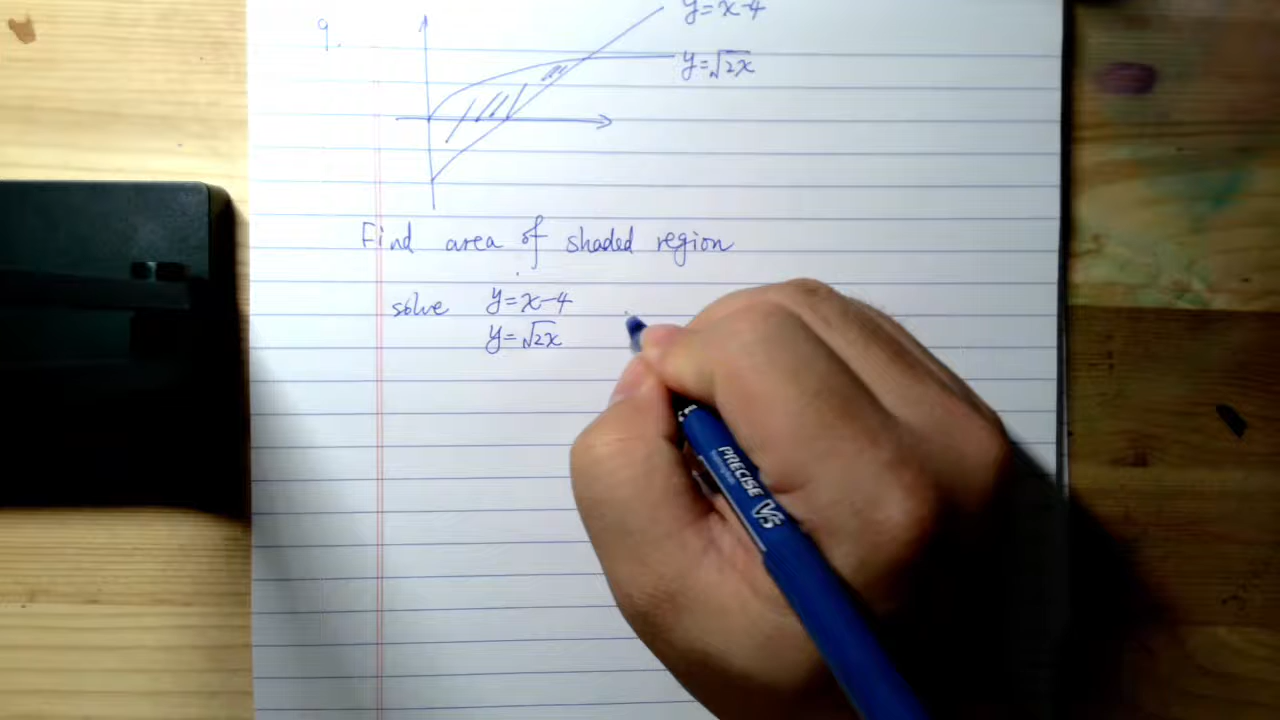 y=x-4
9.
y=√2x
Find area of shaded region
solve y=x-4
y=√2x
PRECISE V5